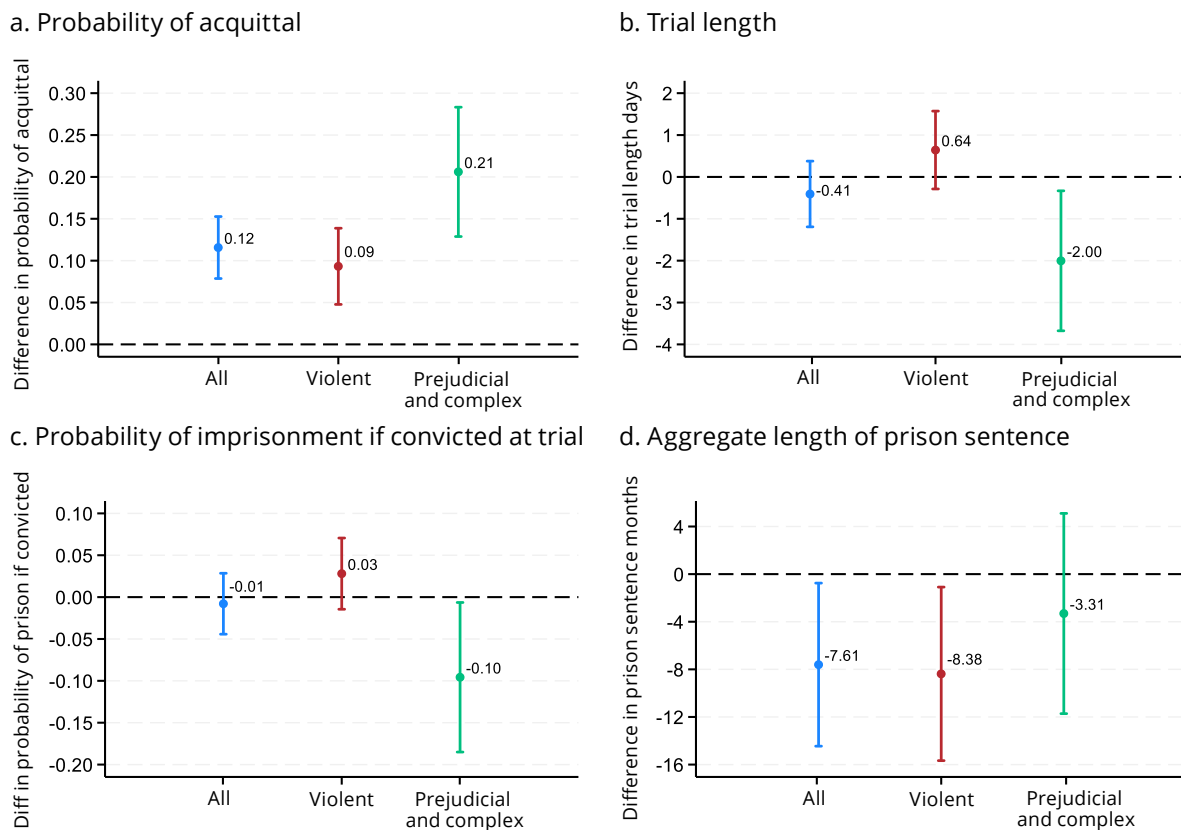 a. Probability of acquittal
Difference in probability of acquittal
0.30
0.25
0.20
0.15
0.10
0.05
0.00
0.12
0.09
0.21
All
Violent
Prejudicial
and complex
b. Trial length
Difference in trial length days
2
1
0
-1
-2
-3
-4
-0.41
0.64
-2.00
All
Violent
Prejudicial
and complex
c. Probability of imprisonment if convicted at trial
Diff in probability of prison if convicted
0.10
0.05
0.00
-0.05
-0.10
-0.15
-0.20
-0.01
0.03
-0.10
All
Violent
Prejudicial
and complex
d. Aggregate length of prison sentence
Difference in prison sentence months
4
0
-4
-8
-12
-16
-7.61
-8.38
-3.31
All
Violent
Prejudicial
and complex